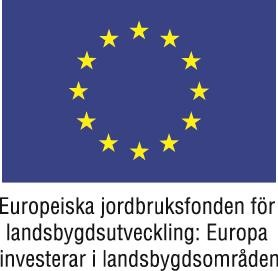 Europeiska jordbruksfonden för
landsbygdsutveckling: Europa
investerar i landsbygdsområden